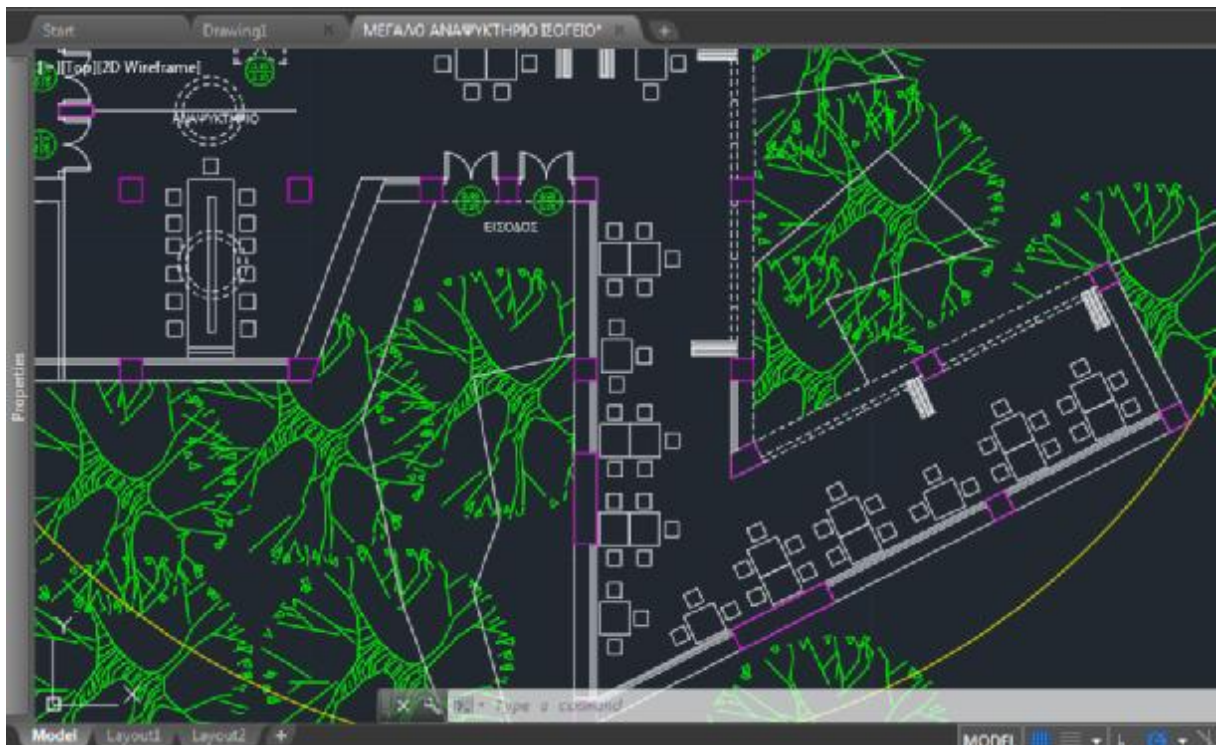 Start Drawing1 ΜΕΓΑΛΟ ΑΝΑΨΥΚΤΗΡΙΟ ΙΣΟΓΕΙΟ* +
[-][Top][2D Wireframe]
ΑΝΑΨΥΚΤΗΡΙΟ
ΕΙΣΟΔΟΣ
Properties
Y
X
Type a command
Model Layout1 Layout2 +
MODEL